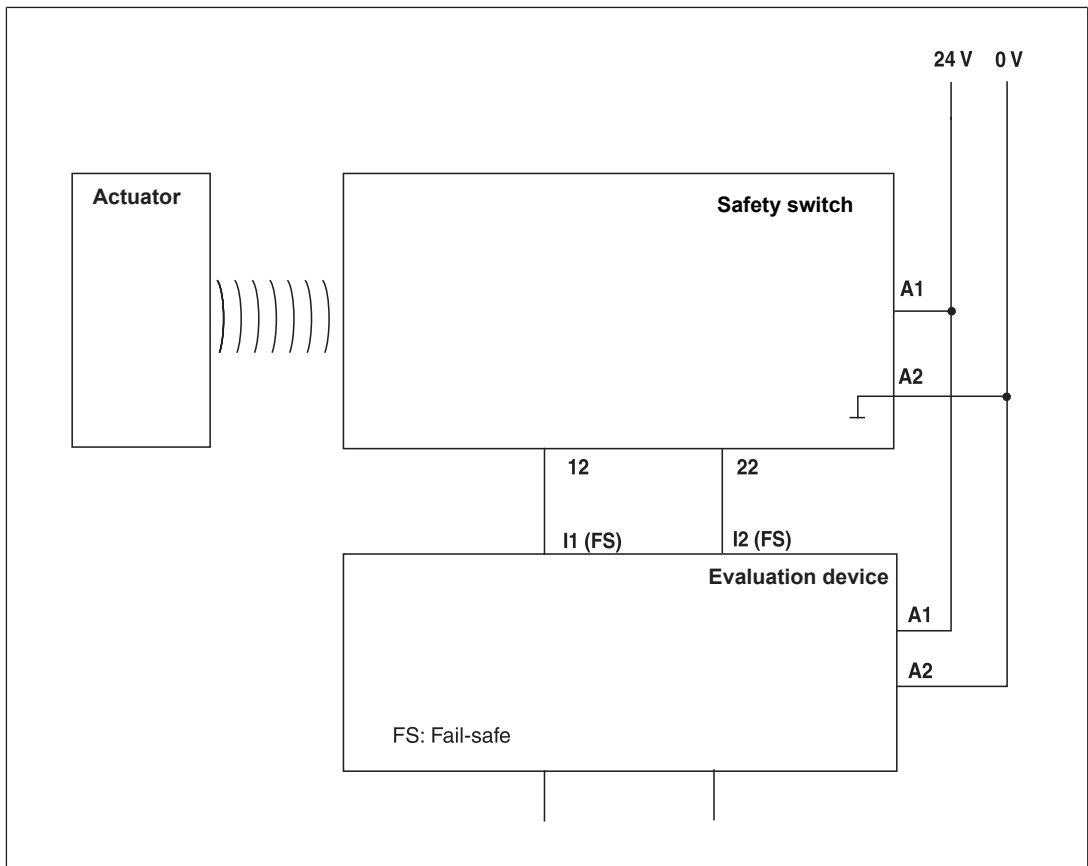 24 V 0 V
Actuator
Safety switch
A1
A2
12 22
I1 (FS) I2 (FS)
Evaluation device
A1
A2
FS: Fail-safe